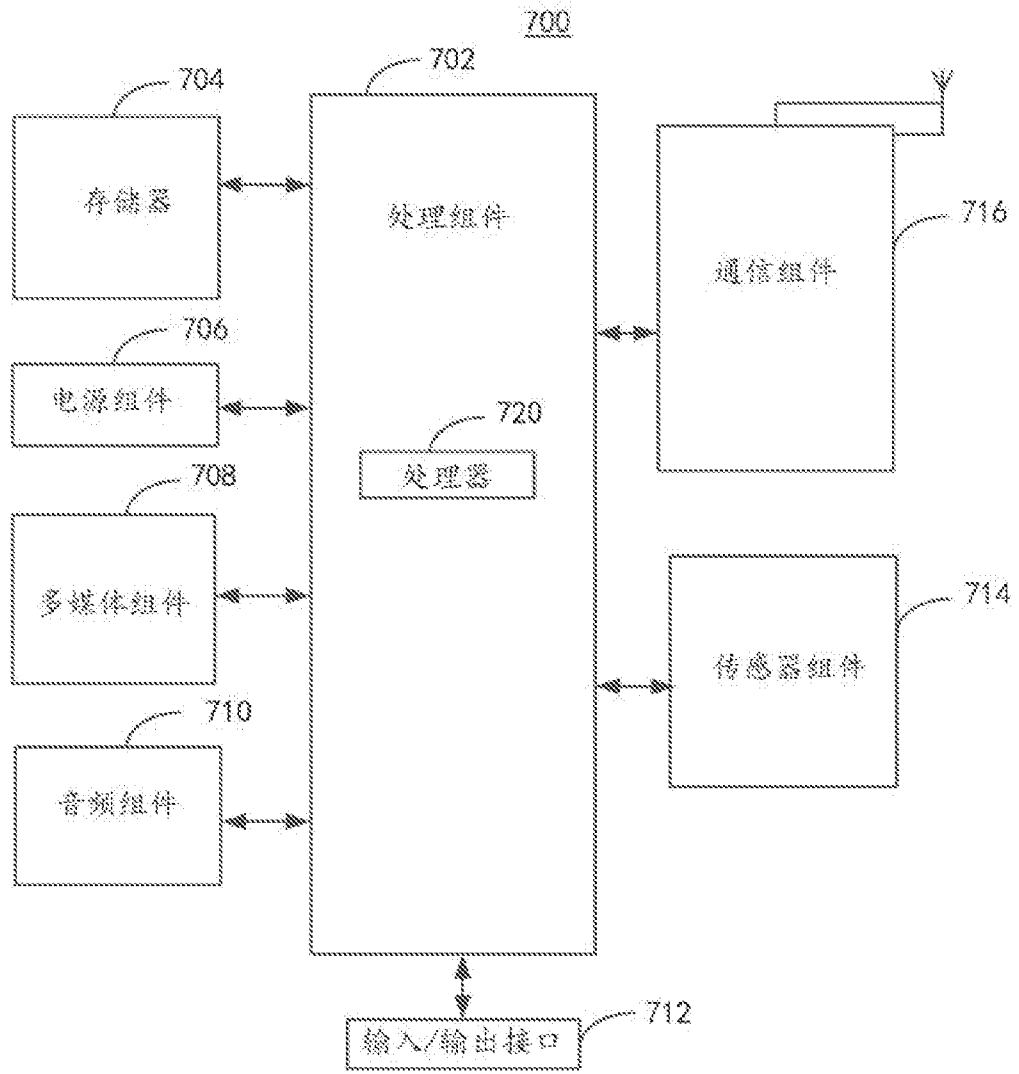 700
702
704
存储器
处理组件
716
通信组件
706
电源组件
720
处理器
708
多媒体组件
714
传感器组件
710
音频组件
712
输入/输出接口